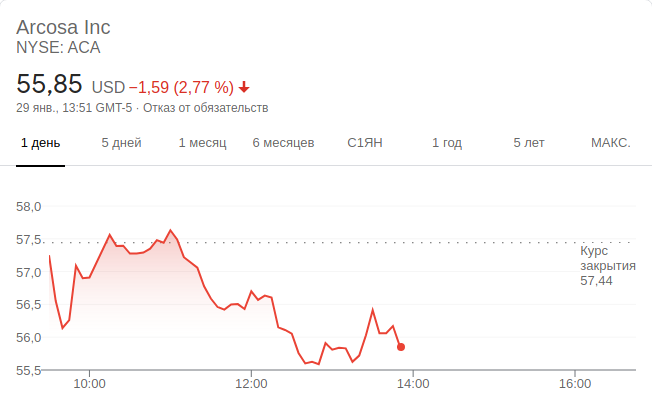 Arcosa Inc
NYSE: ACA
55,85 USD −1,59 (2,77 %)
29 янв., 13:51 GMT-5 · Отказ от обязательств
1 день 5 дней 1 месяц 6 месяцев С1ЯН 1 год 5 лет МАКС.
58,0
57,5
Курс
закрытия
57,44
57,0
56,5
56,0
55,5
10:00 12:00 14:00 16:00